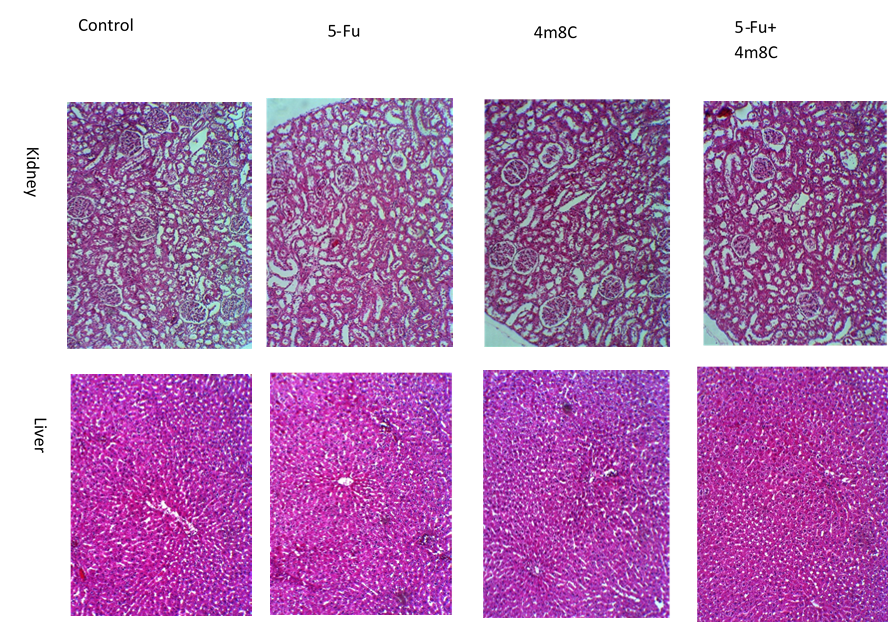 Control
5-Fu
4m8C
5-Fu+
4m8C
Kidney
Liver